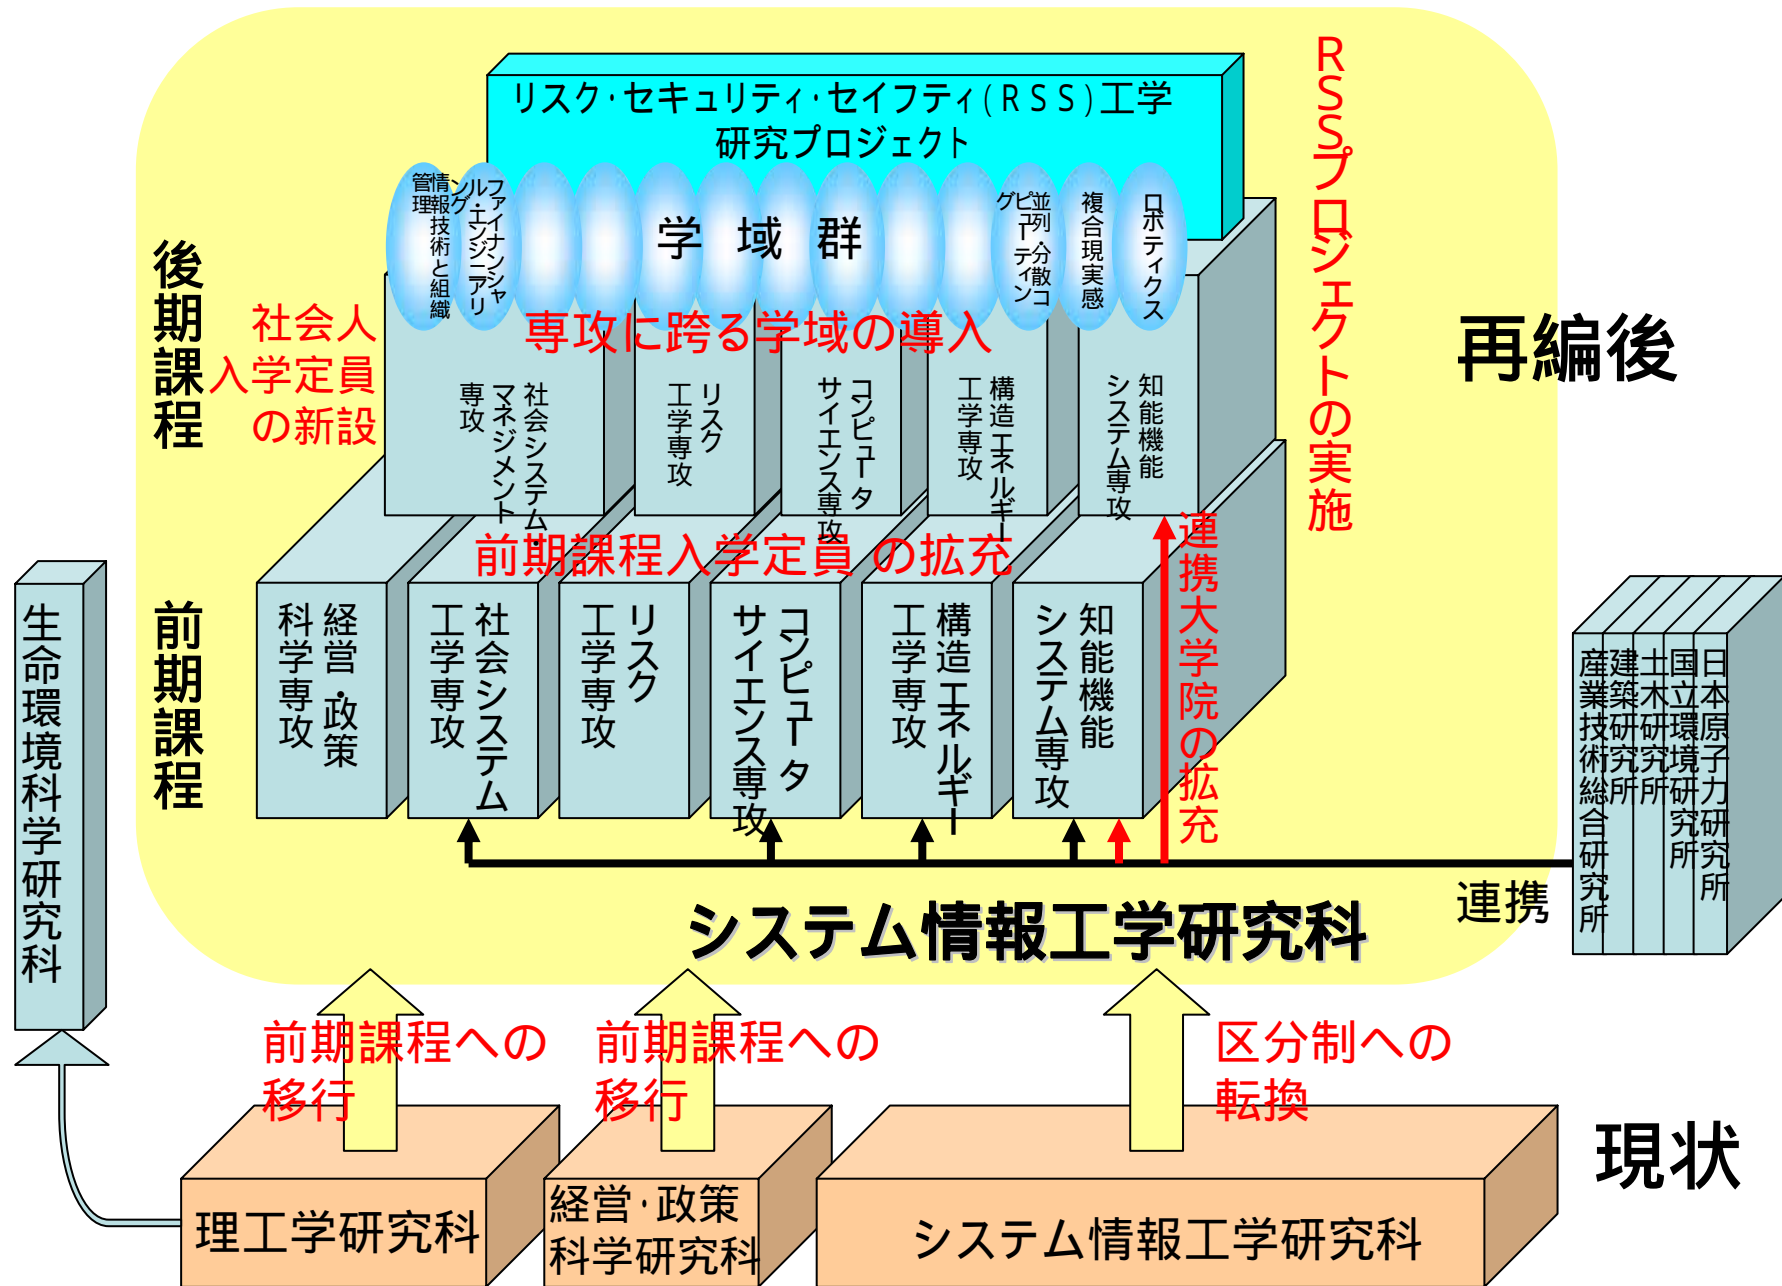 リスク・セキュリティ・セイフティ(RSS)工学
研究プロジェクト
RSSプロジェクトの実施
情報技術と組織
管理
ファイナンシャ
ル・エンジニアリ
ング
学域群
並列・分散コ
ンピューティン
グ
複合現実感
ロボティクス
専攻に跨る学域の導入
後期課程
社会人
入学定員
の新設
社会システム・
マネジメント
専攻
リスク
工学専攻
コンピュータ
サイエンス専攻
構造エネルギー
工学専攻
知能機能
システム専攻
再編後
前期課程入学定員 の拡充
連携大学院の拡充
前期課程
経営・政策
科学専攻
社会システム
工学専攻
リスク
工学専攻
コンピュータ
サイエンス専攻
構造エネルギー
工学専攻
知能機能
システム専攻
生命環境科学研究科
産業技術総合研究所
建築研究所
土木研究所
国立環境研究所
日本原子力研究所
連携
システム情報工学研究科
前期課程への
移行
前期課程への
移行
区分制への
転換
現状
理工学研究科
経営・政策
科学研究科
システム情報工学研究科